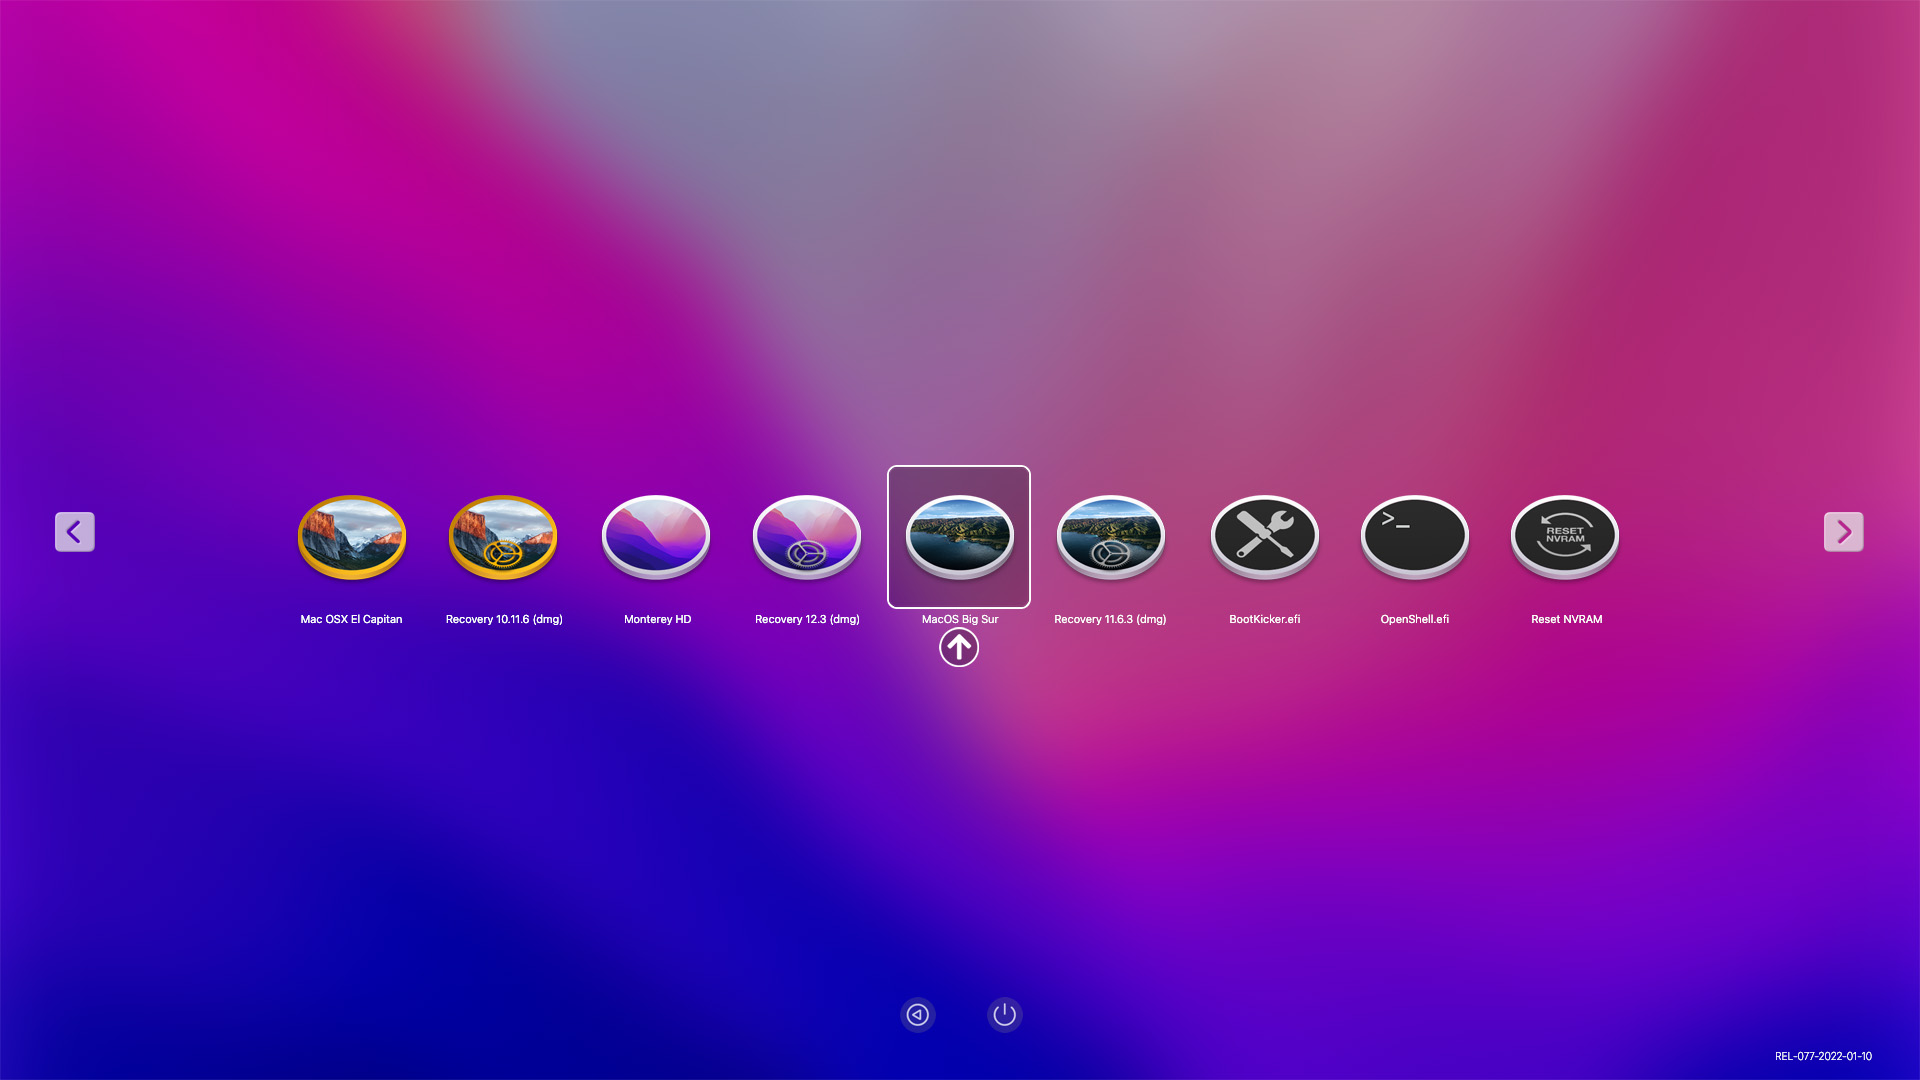 >_
RESET
NVRAM
Mac OSX El Capitan
Recovery 10.11.6 (dmg)
Monterey HD
Recovery 12.3 (dmg)
MacOS Big Sur
Recovery 11.6.3 (dmg)
BootKicker.efi
OpenShell.efi
Reset NVRAM
REL-077-2022-01-10